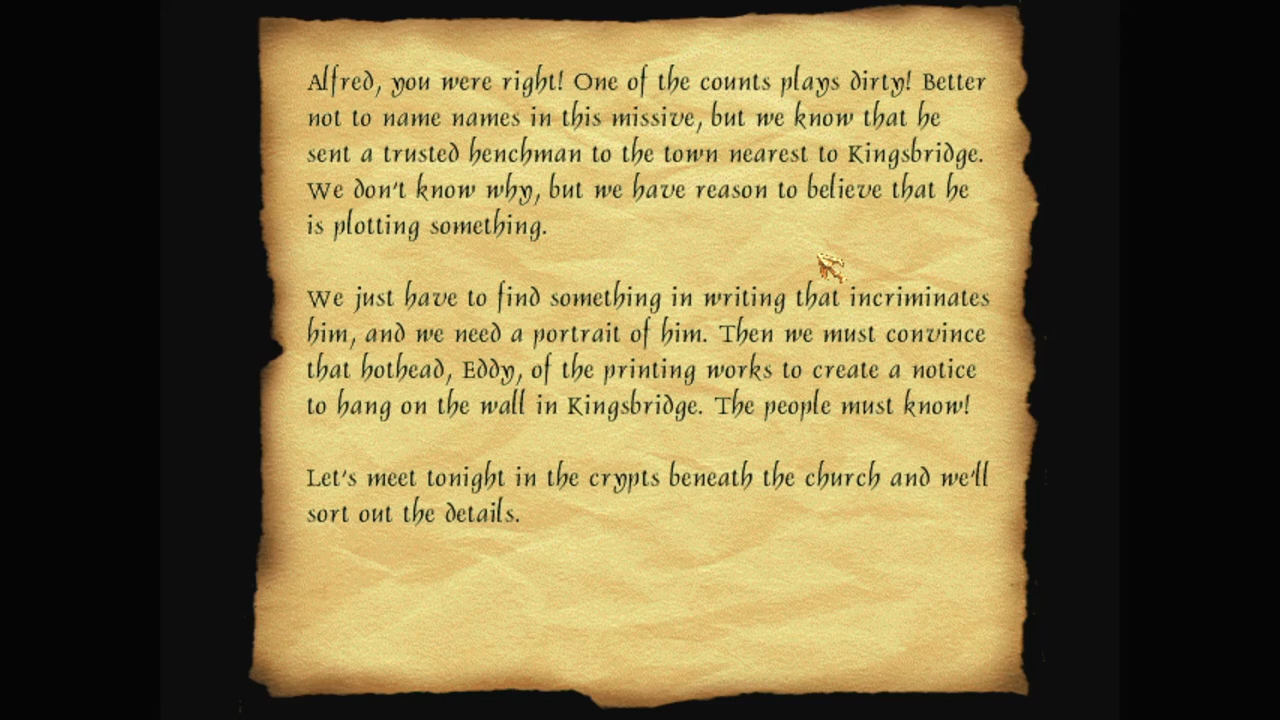 Alfred, you were right! One of the counts plays dirty! Better
not to name names in this missive, but we know that he
sent a trusted henchman to the town nearest to Kingsbridge.
We don't know why, but we have reason to believe that he
is plotting something.
We just have to find something in writing that incriminates
him, and we need a portrait of him. Then we must convince
that hothead, Eddy, of the printing works to create a notice
to hang on the wall in Kingsbridge. The people must know!
Let's meet tonight in the crypts beneath the church and we'll
sort out the details.